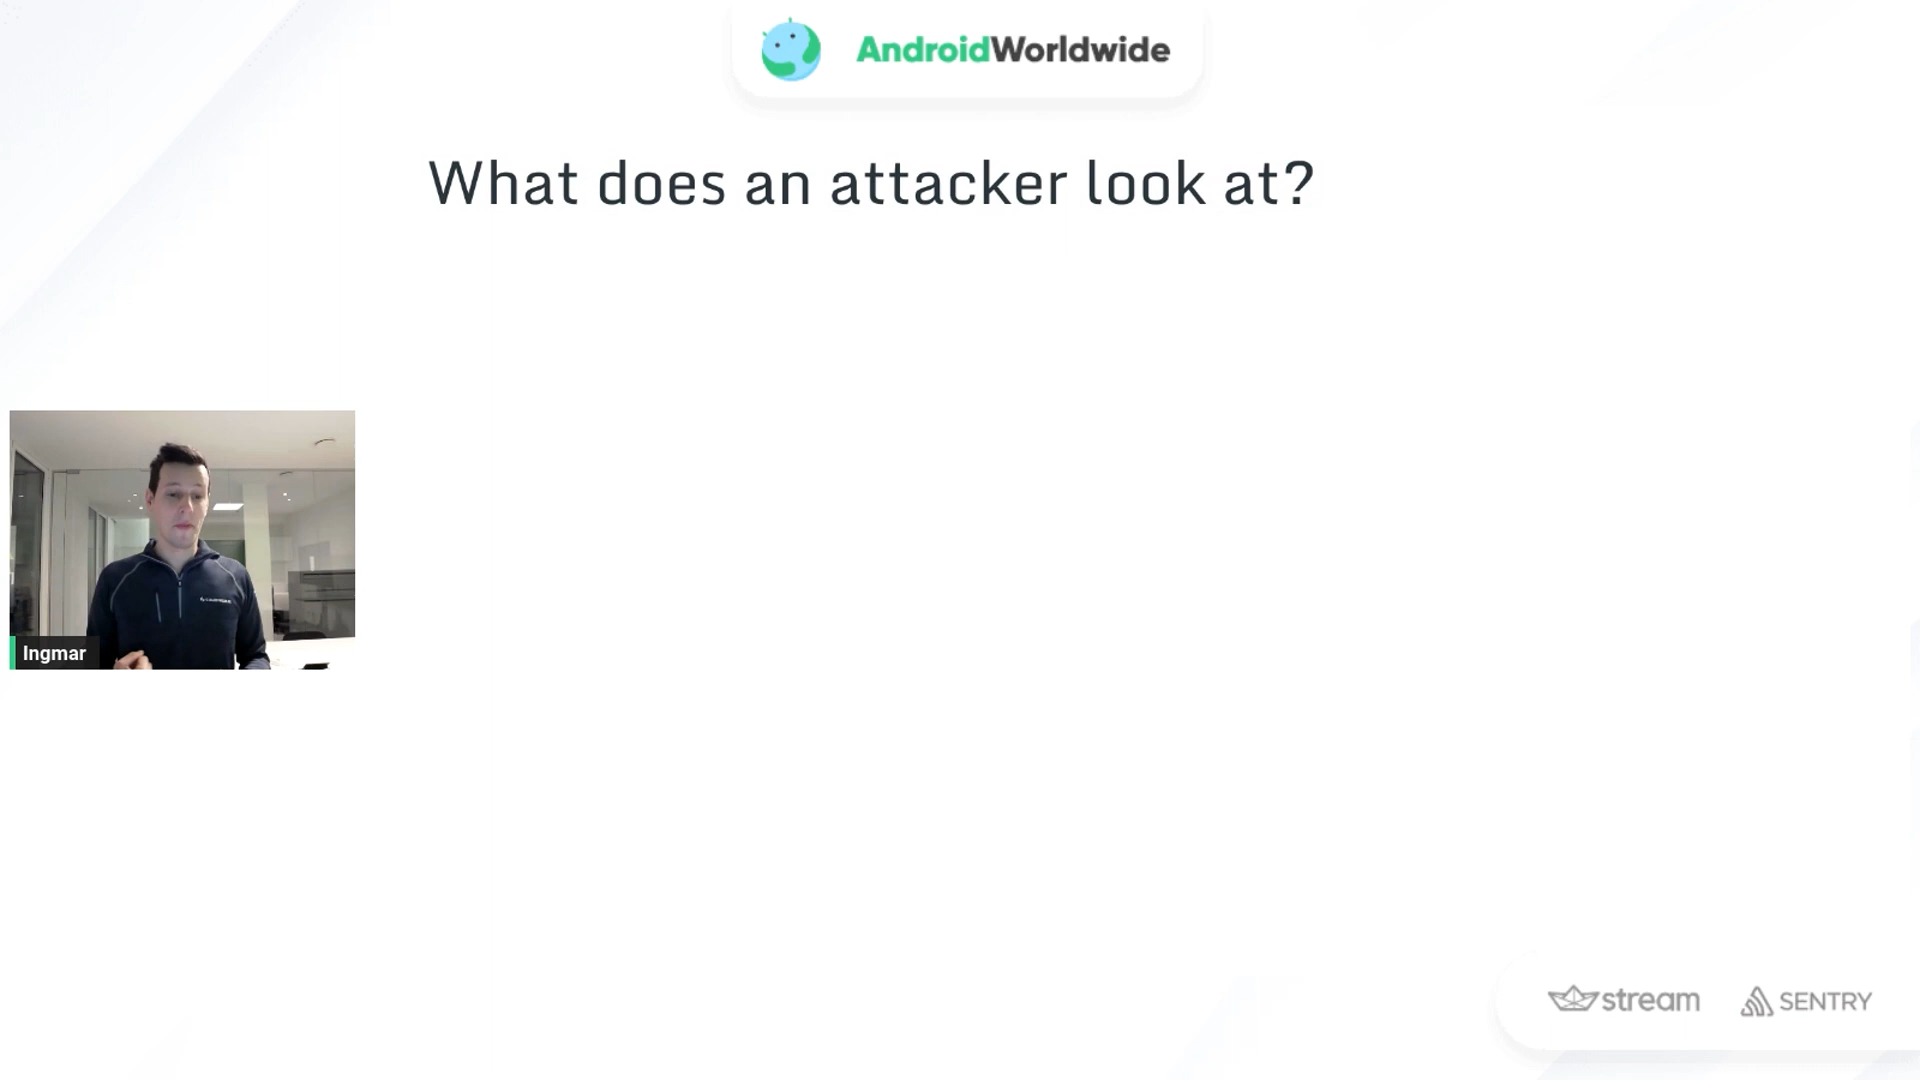 AndroidWorldwide
What does an attacker look at?
Ingmar
stream
SENTRY